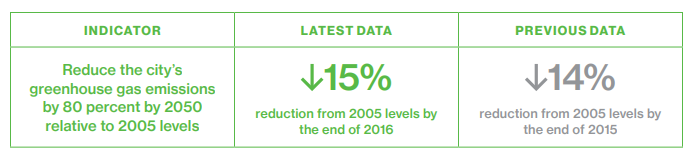 INDICATOR
LATEST DATA
PREVIOUS DATA
Reduce the city's
greenhouse gas emissions
by 80 percent by 2050
relative to 2005 levels
↓15%
reduction from 2005 levels by
the end of 2016
↓14%
reduction from 2005 levels by
the end of 2015